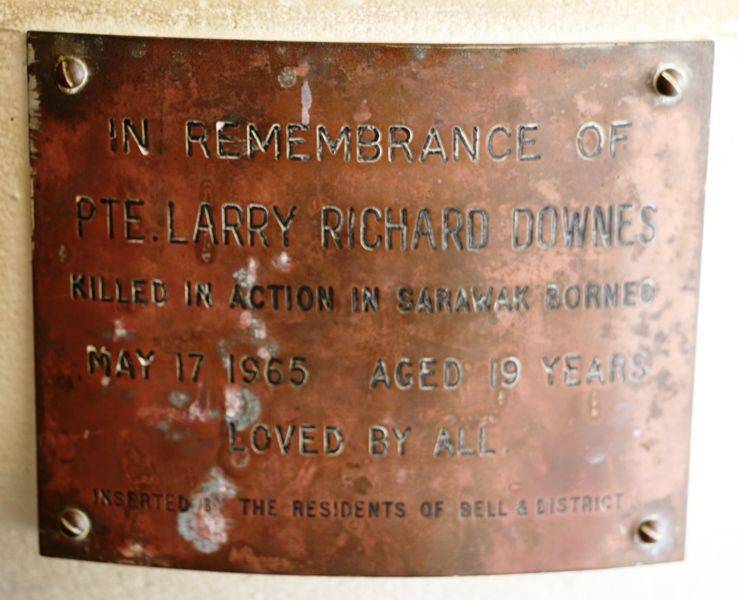 IN REMEMBRANCE OF
PTE. LARRY RICHARD DOWNES
KILLED IN ACTION IN SARAWAK BORNEO
MAY 17 1965 AGED 19 YEARS
LOVED BY ALL.
INSERTED BY THE RESIDENTS OF BELL & DISTRICT